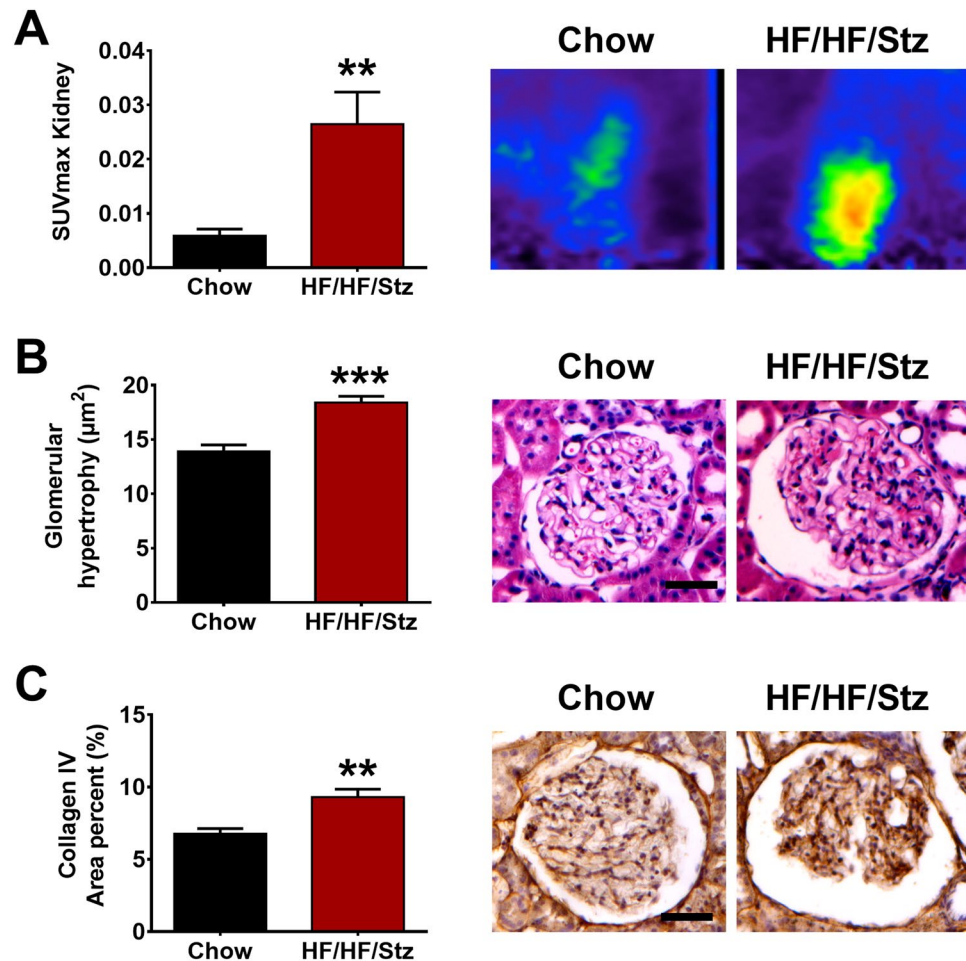 A
Chow
HF/HF/Stz
SUVmax Kidney
0.04
0.03
0.02
0.01
0.00
**
Chow
HF/HF/Stz
B
Chow
HF/HF/Stz
Glomerular
hypertrophy (µm²)
20
15
10
5
0
***
Chow
HF/HF/Stz
C
Chow
HF/HF/Stz
Collagen IV
Area percent (%)
15
10
5
0
**
Chow
HF/HF/Stz